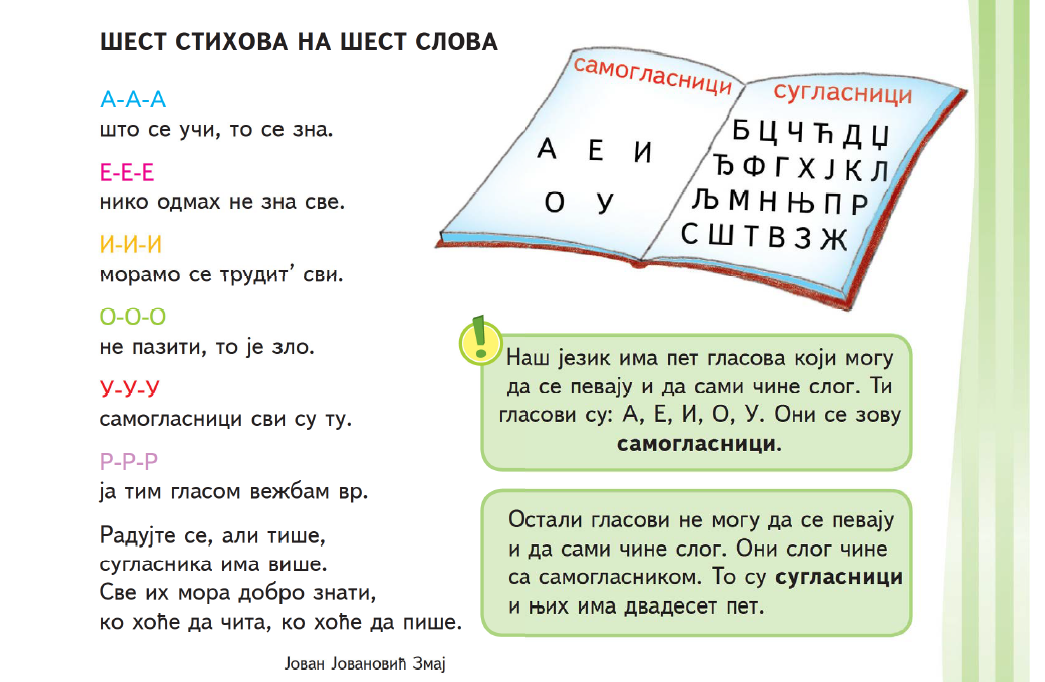 ШЕСТ СТИХОВА НА ШЕСТ СЛОВА
А-А-А
што се учи, то се зна.
Е-Е-Е
нико одмах не зна све.
И-И-И
морамо се трудит’ сви.
О-О-О
не пазити, то је зло.
У-У-У
самогласници сви су ту.
Р-Р-Р
ја тим гласом вежбам вр.
Радујте се, али тише,
сугласника има више.
Све их мора добро знати,
ко хоће да чита, ко хоће да пише.
Јован Јовановић Змај
самогласници
А Е И
О У
сугласници
Б Ц Ч Ћ Д Џ
Ђ Ф Г Х Ј К Л
Љ М Н Њ П Р
С Ш Т В З Ж
!
Наш језик има пет гласова који могу
да се певају и да сами чине слог. Ти
гласови су: А, Е, И, О, У. Они се зову
самогласници.
Остали гласови не могу да се певају
и да сами чине слог. Они слог чине
са самогласником. То су сугласници
и њих има двадесет пет.